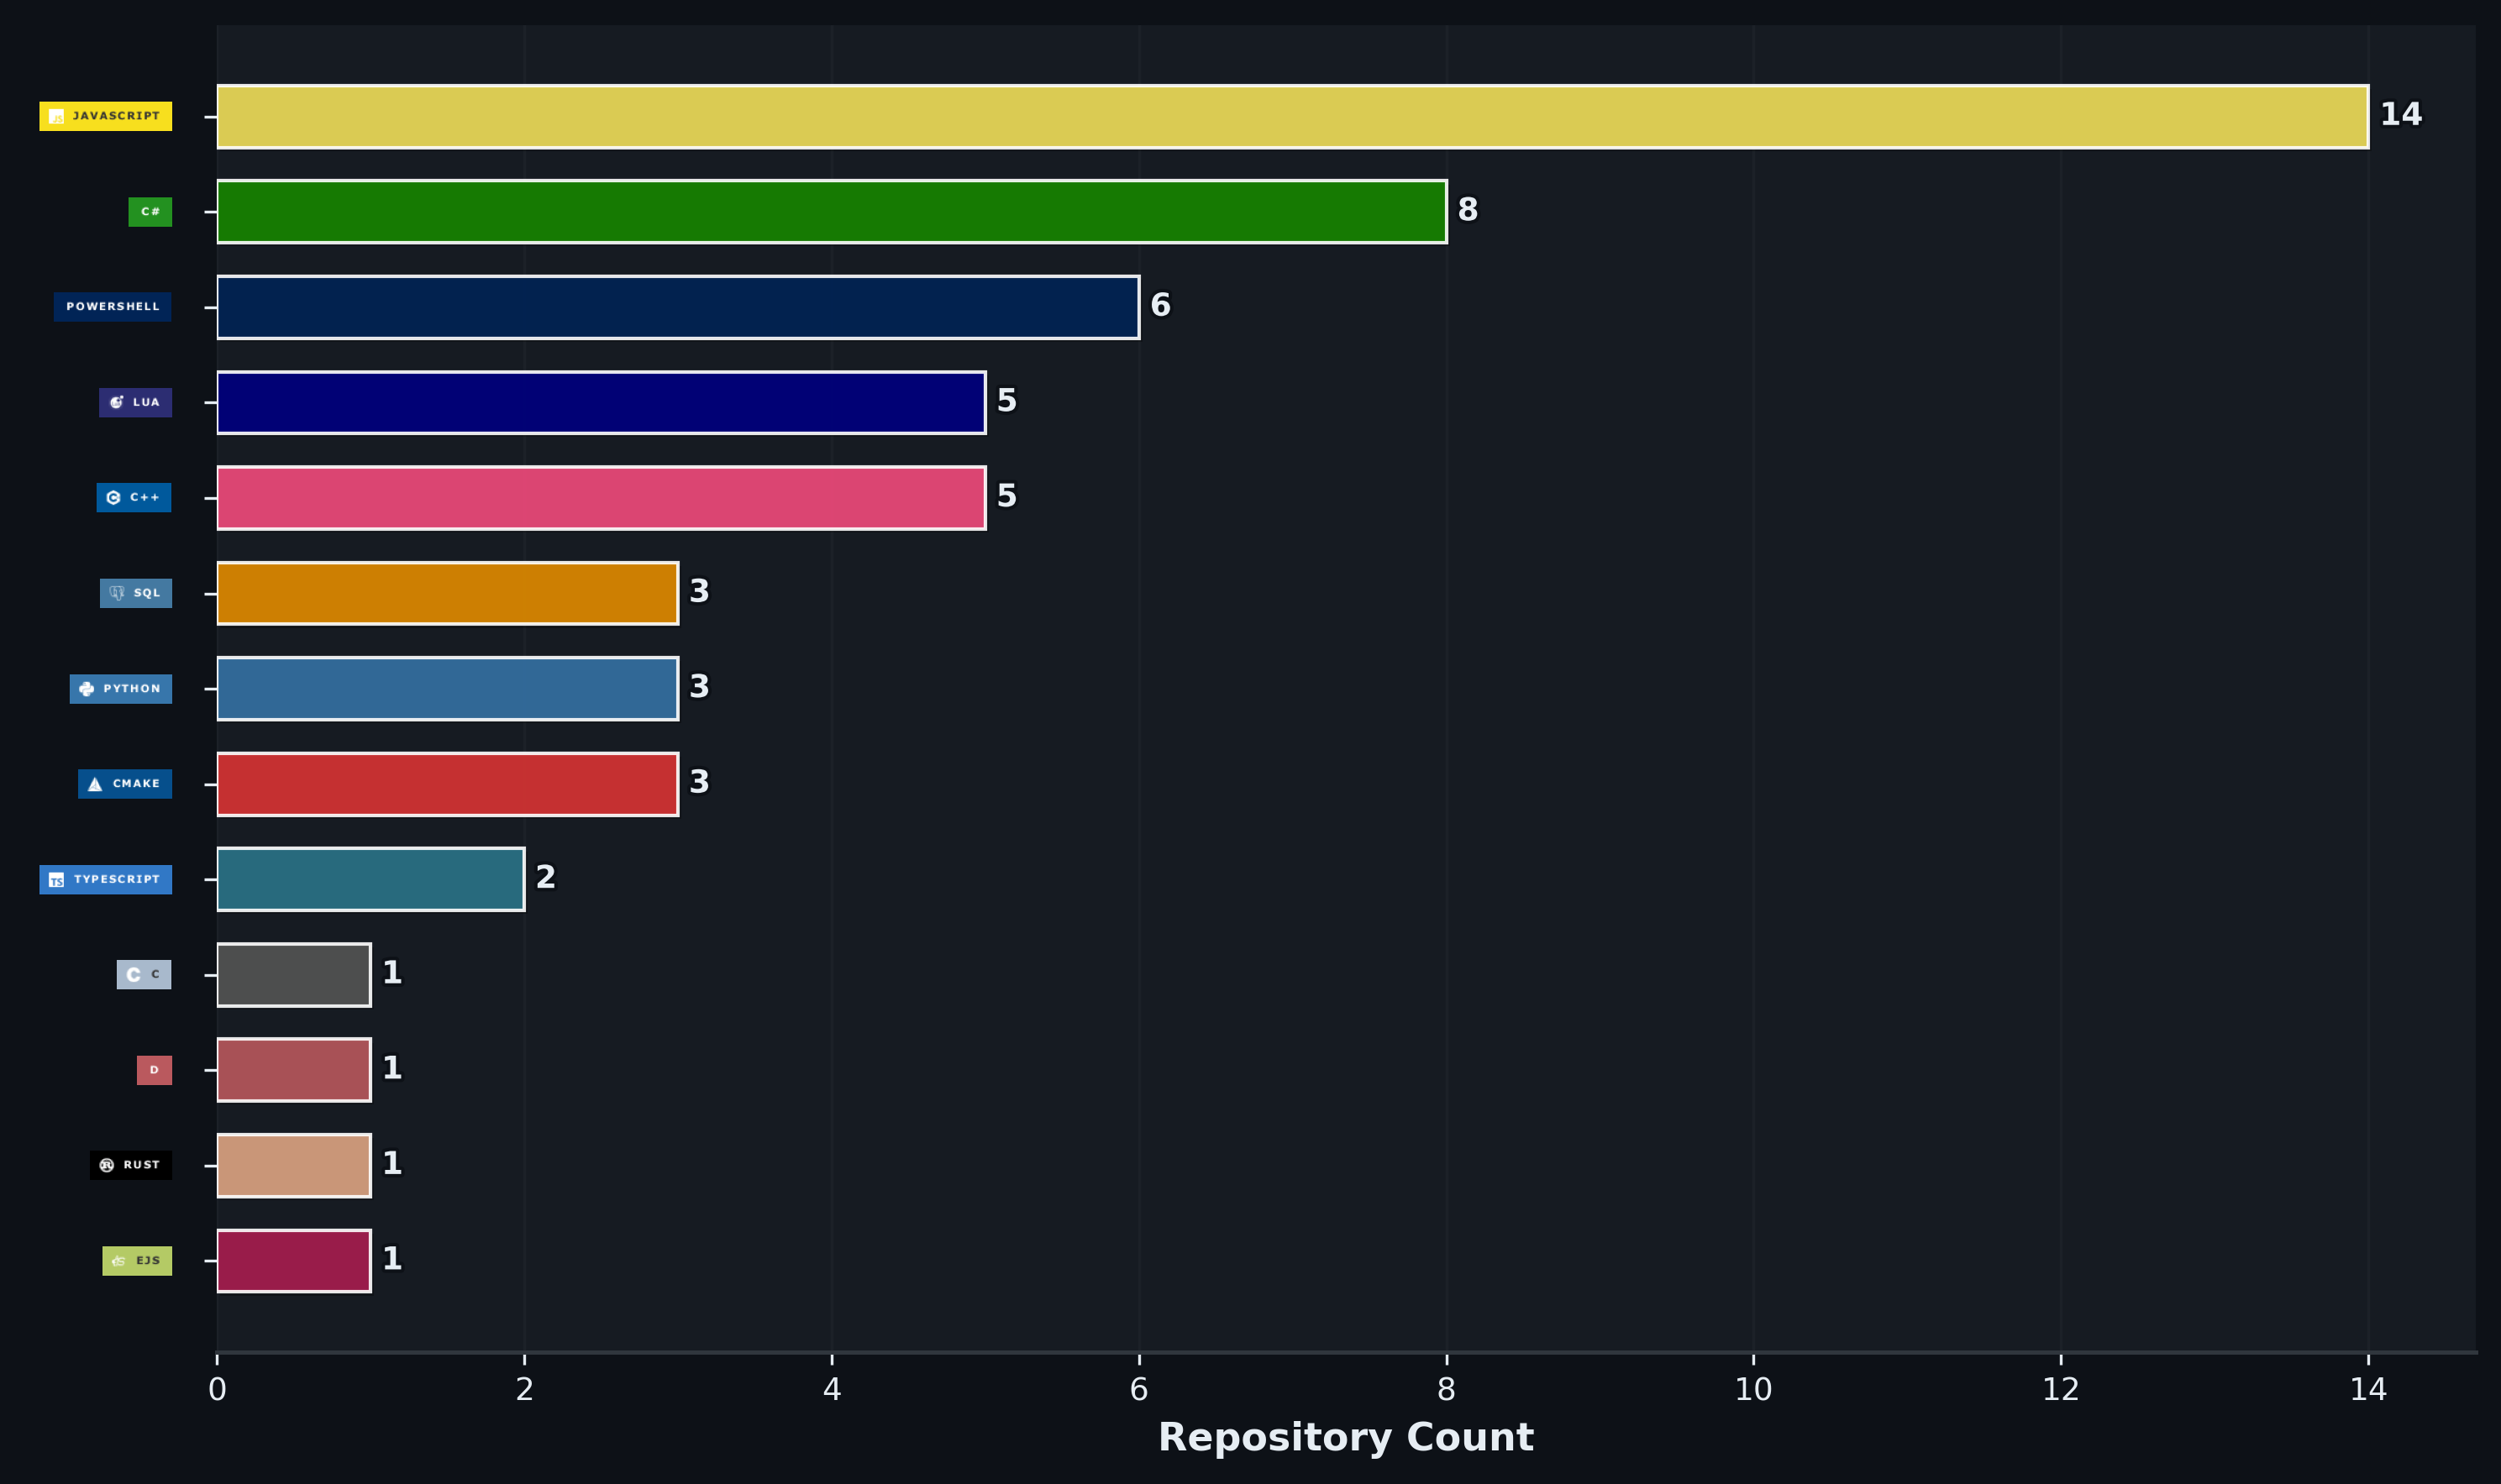 JAVASCRIPT 14
C# 8
POWERSHELL 6
LUA 5
C++ 5
SQL 3
PYTHON 3
CMAKE 3
TS TYPESCRIPT 2
C C 1
D 1
RUST 1
EJS 1
0 2 4 6 8 10 12 14
Repository Count